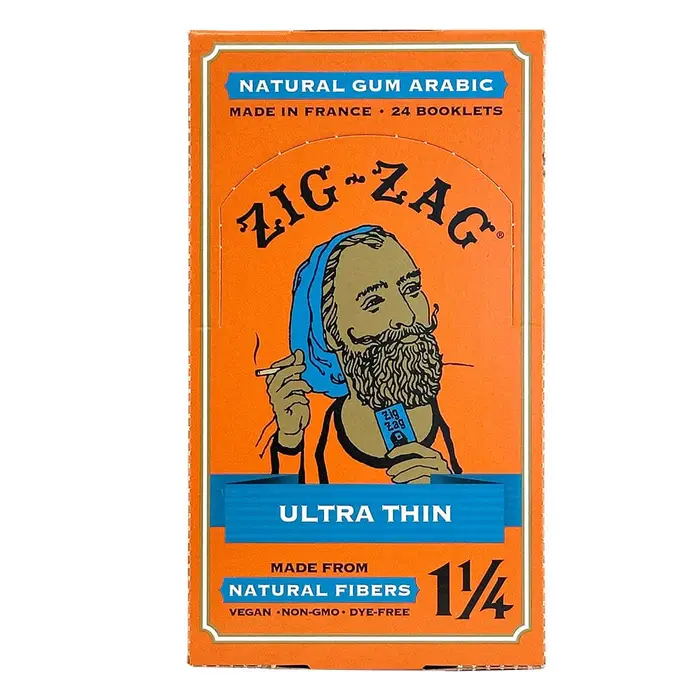 NATURAL GUM ARABIC
MADE IN FRANCE • 24 BOOKLETS
ZIG-ZAG®
Zig
Zag
ULTRA THIN
MADE FROM
NATURAL FIBERS
VEGAN • NON-GMO • DYE-FREE
1¼